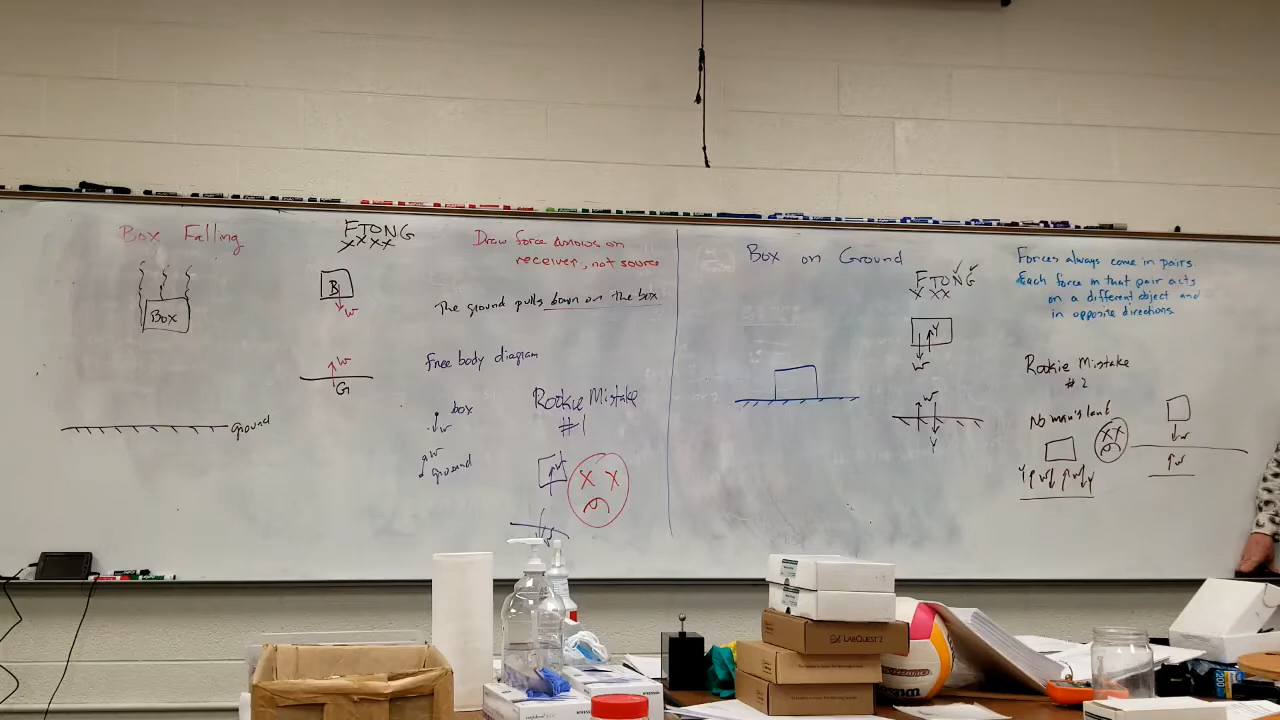 Box Falling
FTONG
XXXX
Draw force arrows on
receiver, not source
Box
B
W
The ground pulls down on the box
W
G
Free body diagram
ground
box
W
W
ground
Rookie Mistake
#1
Box on Ground
FTONG
X XX
Y
W
W
Y
Forces always come in pairs.
Each force in that pair acts
on a different object and
in opposite directions.
Rookie Mistake
#2
No man's land
Y W W Y
W
W
LABQUEST 2